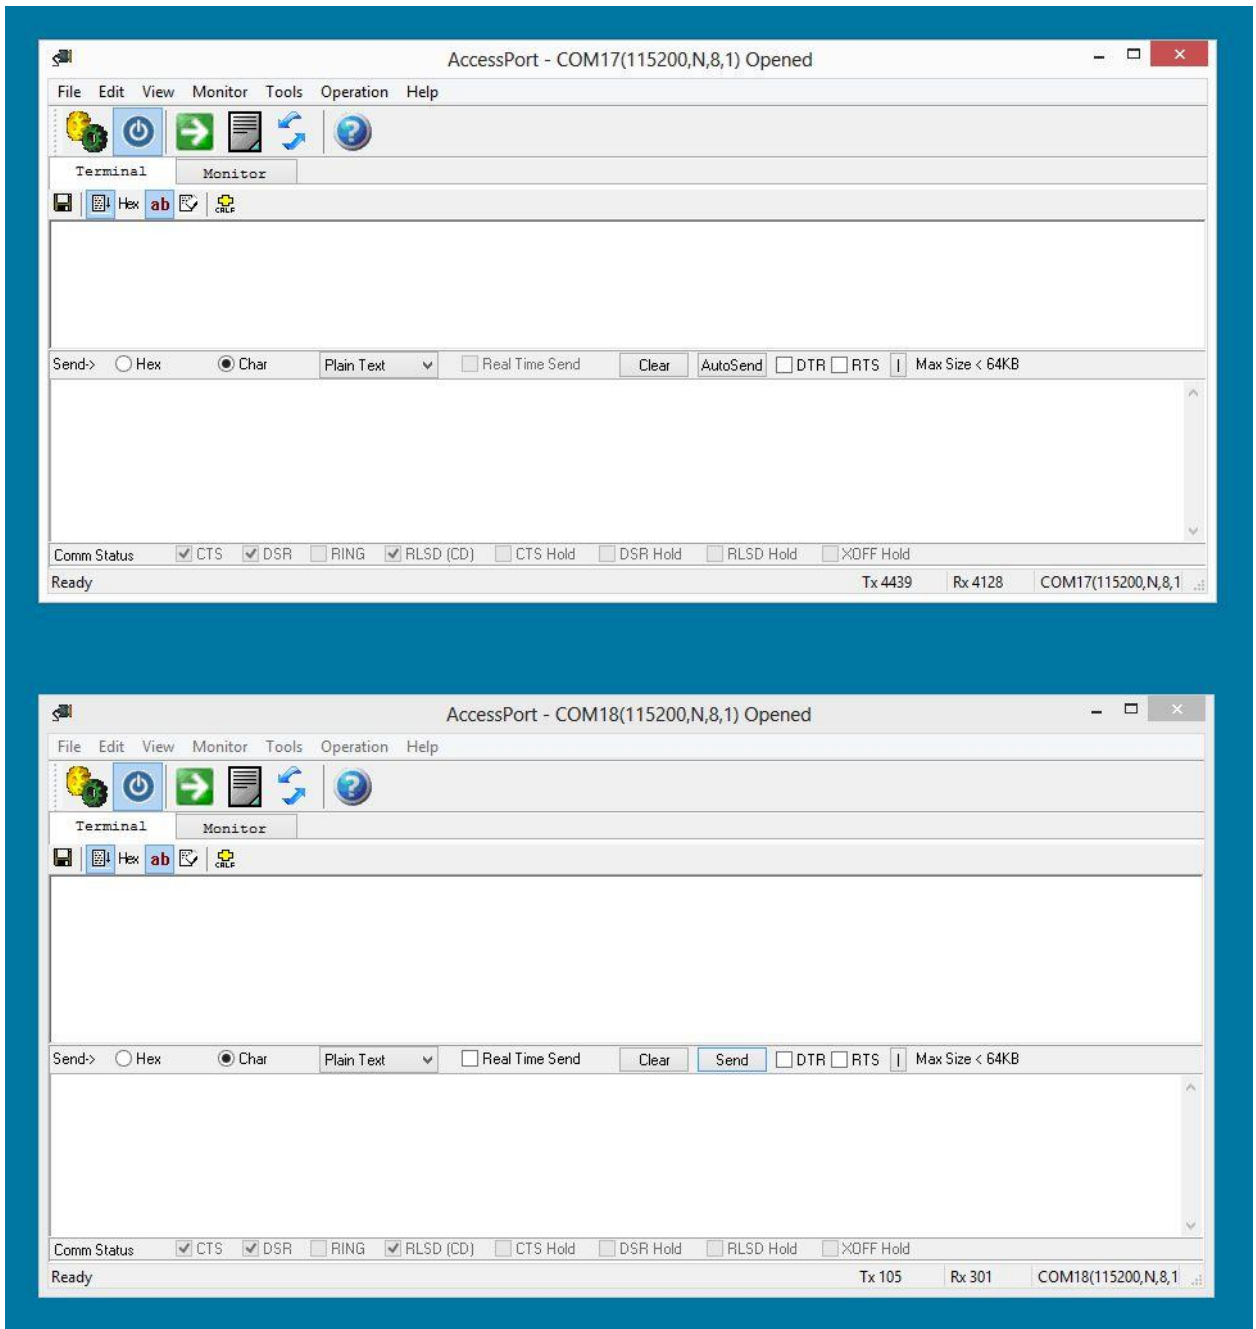 AccessPort - COM17(115200,N,8,1) Opened
File Edit View Monitor Tools Operation Help
Terminal Monitor
Hex ab CRLF
Send-> Hex Char Plain Text Real Time Send Clear AutoSend DTR RTS | Max Size < 64KB
Comm Status CTS DSR RING RLSD (CD) CTS Hold DSR Hold RLSD Hold XOFF Hold
Ready Tx 4439 Rx 4128 COM17(115200,N,8,1
AccessPort - COM18(115200,N,8,1) Opened
File Edit View Monitor Tools Operation Help
Terminal Monitor
Hex ab CRLF
Send-> Hex Char Plain Text Real Time Send Clear Send DTR RTS | Max Size < 64KB
Comm Status CTS DSR RING RLSD (CD) CTS Hold DSR Hold RLSD Hold XOFF Hold
Ready Tx 105 Rx 301 COM18(115200,N,8,1